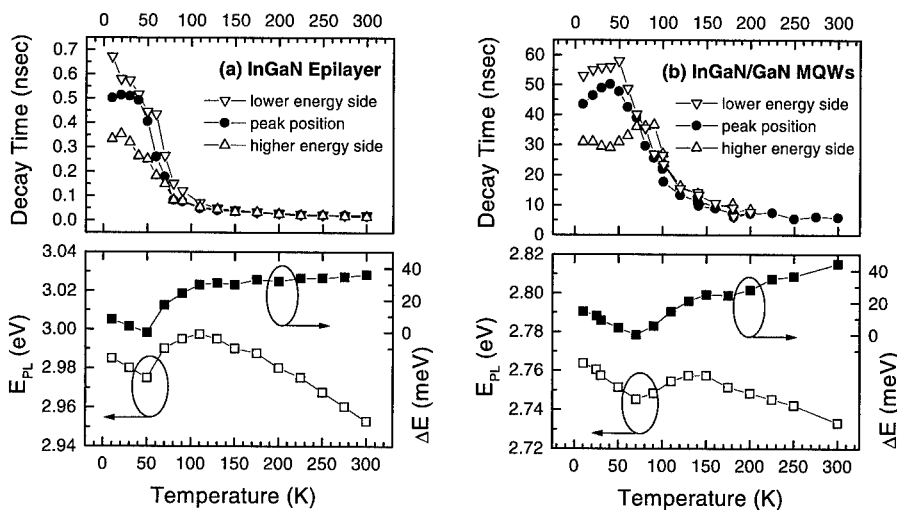 0 50 100 150 200 250 300
0.7
0.6
0.5
0.4
0.3
0.2
0.1
0.0
Decay Time (nsec)
(a) InGaN Epilayer
lower energy side
peak position
higher energy side
3.04
3.02
3.00
2.98
2.96
2.94
E_PL (eV)
40
20
0
ΔE (meV)
0 50 100 150 200 250 300
Temperature (K)
0 50 100 150 200 250 300
60
50
40
30
20
10
0
Decay Time (nsec)
(b) InGaN/GaN MQWs
lower energy side
peak position
higher energy side
2.82
2.80
2.78
2.76
2.74
2.72
E_PL (eV)
40
20
0
ΔE (meV)
0 50 100 150 200 250 300
Temperature (K)